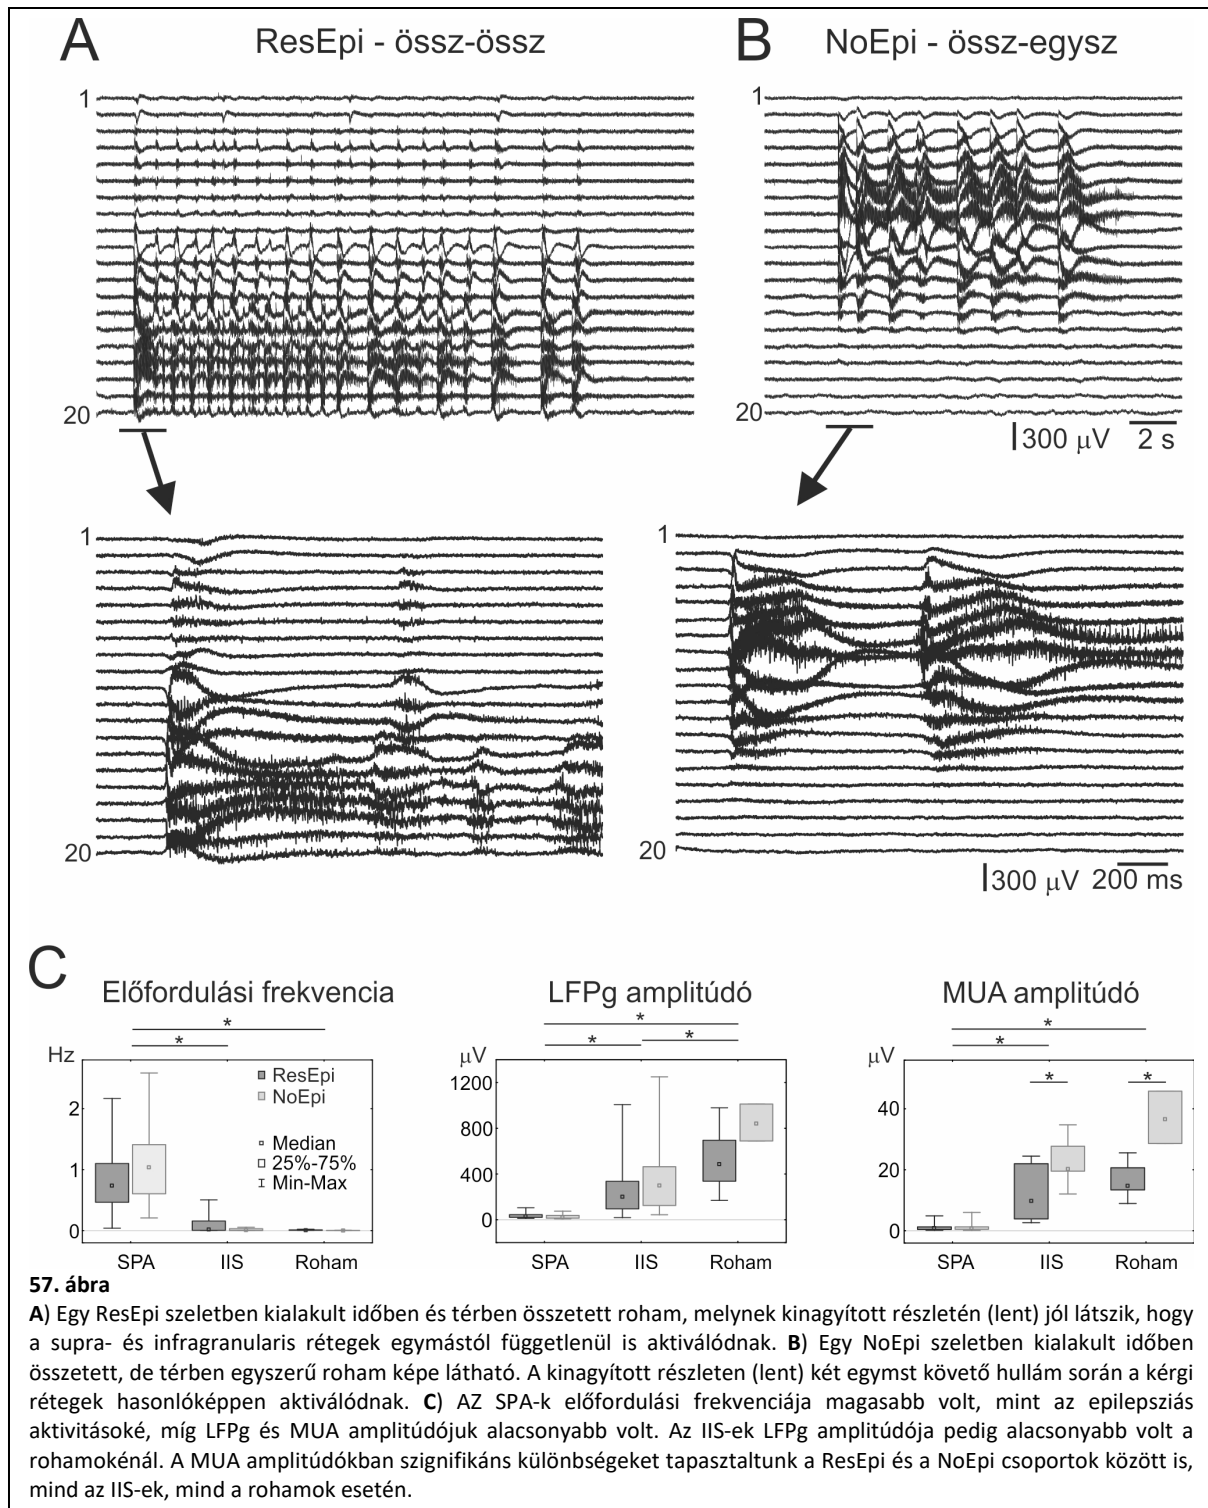 A
ResEpi - össz-össz
B
NoEpi - össz-egysz
1
1
20
20
300 μV
2 s
1
1
20
20
300 μV
200 ms
C
Előfordulási frekvencia
LFPg amplitúdó
MUA amplitúdó
*
*
*
*
*
*
*
*
*
Hz
ResEpi
NoEpi
Median
25%-75%
Min-Max
2
1
0
SPA
IIS
Roham
μV
1200
800
400
0
SPA
IIS
Roham
μV
40
20
0
SPA
IIS
Roham
57. ábra
A) Egy ResEpi szeletben kialakult időben és térben összetett roham, melynek kinagyított részletén (lent) jól látszik, hogy
a supra- és infragranularis rétegek egymástól függetlenül is aktiválódnak. B) Egy NoEpi szeletben kialakult időben
összetett, de térben egyszerű roham képe látható. A kinagyított részleten (lent) két egymst követő hullám során a kérgi
rétegek hasonlóképpen aktiválódnak. C) AZ SPA-k előfordulási frekvenciája magasabb volt, mint az epilepsziás
aktivitásoké, míg LFPg és MUA amplitúdójuk alacsonyabb volt. Az IIS-ek LFPg amplitúdója pedig alacsonyabb volt a
rohamokénál. A MUA amplitúdókban szignifikáns különbségeket tapasztaltunk a ResEpi és a NoEpi csoportok között is,
mind az IIS-ek, mind a rohamok esetén.